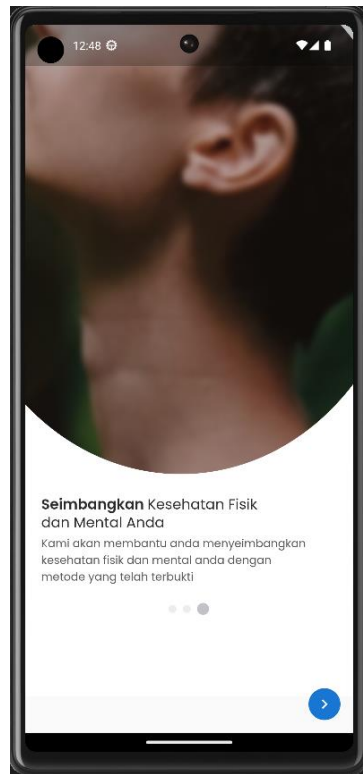 12:48
Seimbangkan Kesehatan Fisik
dan Mental Anda
Kami akan membantu anda menyeimbangkan
kesehatan fisik dan mental anda dengan
metode yang telah terbukti